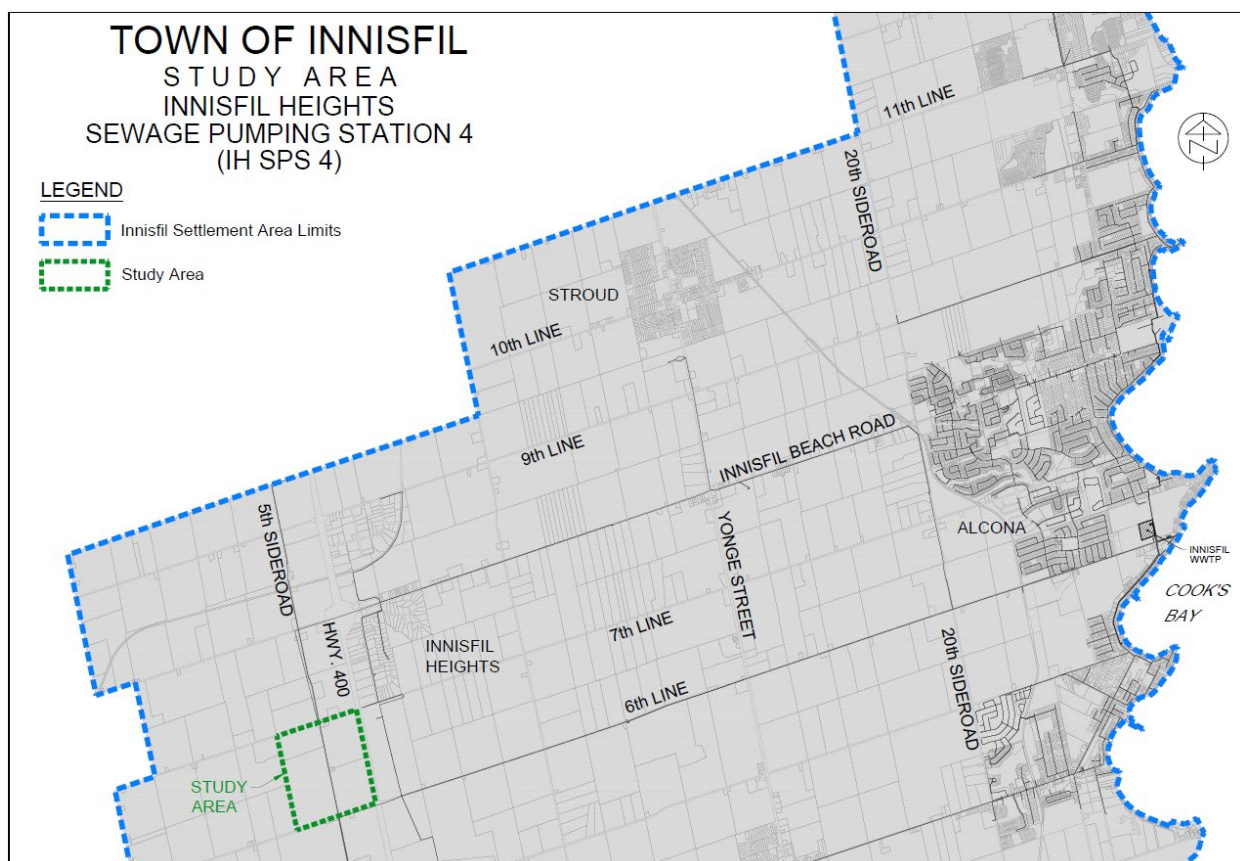 TOWN OF INNISFIL
STUDY AREA
INNISFIL HEIGHTS
SEWAGE PUMPING STATION 4
(IH SPS 4)
LEGEND
Innisfil Settlement Area Limits
Study Area
11th LINE
20th SIDEROAD
N
STROUD
10th LINE
9th LINE
INNISFIL BEACH ROAD
5th SIDEROAD
YONGE STREET
ALCONA
INNISFIL
WWTP
COOK'S
BAY
HWY. 400
INNISFIL
HEIGHTS
7th LINE
6th LINE
20th SIDEROAD
STUDY
AREA